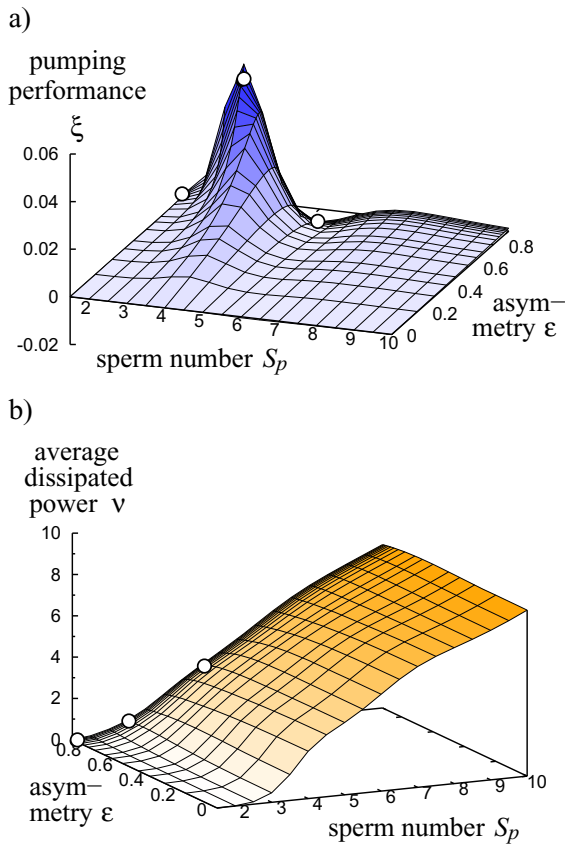 a)
pumping
performance
ξ
0.06
0.04
0.02
0
-0.02
2 3 4 5 6 7 8 9 10
sperm number Sp
0 0.2 0.4 0.6 0.8
asym–
metry ε
b)
average
dissipated
power ν
10
8
6
4
2
0
0.8 0.6 0.4 0.2 0
asym–
metry ε
2 3 4 5 6 7 8 9 10
sperm number Sp